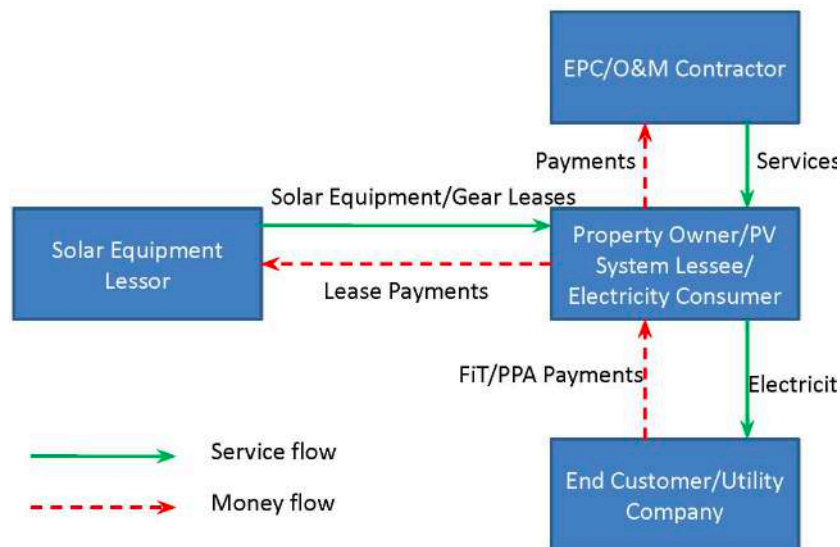 EPC/O&M Contractor
Payments
Services
Solar Equipment/Gear Leases
Solar Equipment
Lessor
Property Owner/PV
System Lessee/
Electricity Consumer
Lease Payments
FiT/PPA Payments
Electricit
Service flow
End Customer/Utility
Company
Money flow